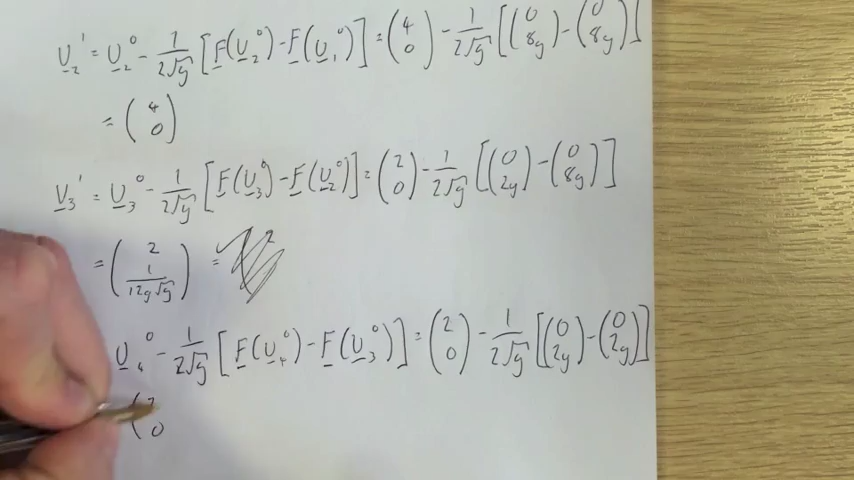 U₂¹ = U₂⁰ - 1/(2√g) [F(U₂⁰) - F(U₁⁰)] = (4 0) - 1/(2√g) [(0 8g) - (0 8g)]
= (4 0)
U₃¹ = U₃⁰ - 1/(2√g) [F(U₃⁰) - F(U₂⁰)] = (2 0) - 1/(2√g) [(0 2g) - (0 8g)]
= (2 1/(12g√g)) =
U₄⁰ - 1/(2√g) [F(U₄⁰) - F(U₃⁰)] = (2 0) - 1/(2√g) [(0 2g) - (0 2g)]
(2 0